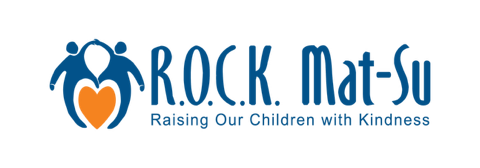 R.O.C.K. Mat-Su
Raising Our Children with Kindness